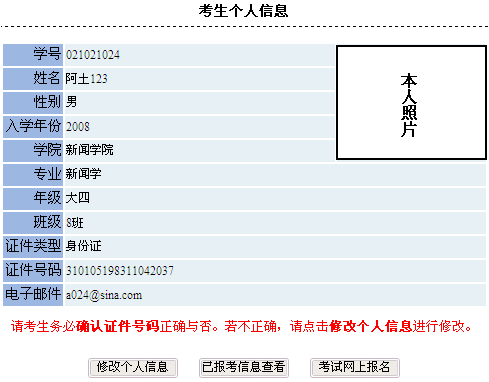 考生个人信息
学号 021021024
姓名 阿土123
性别 男
入学年份 2008
学院 新闻学院
专业 新闻学
年级 大四
班级 8班
证件类型 身份证
证件号码 310105198311042037
电子邮件 a024@sina.com
本人照片
请考生务必确认证件号码正确与否。若不正确，请点击修改个人信息进行修改。
修改个人信息 已报考信息查看 考试网上报名